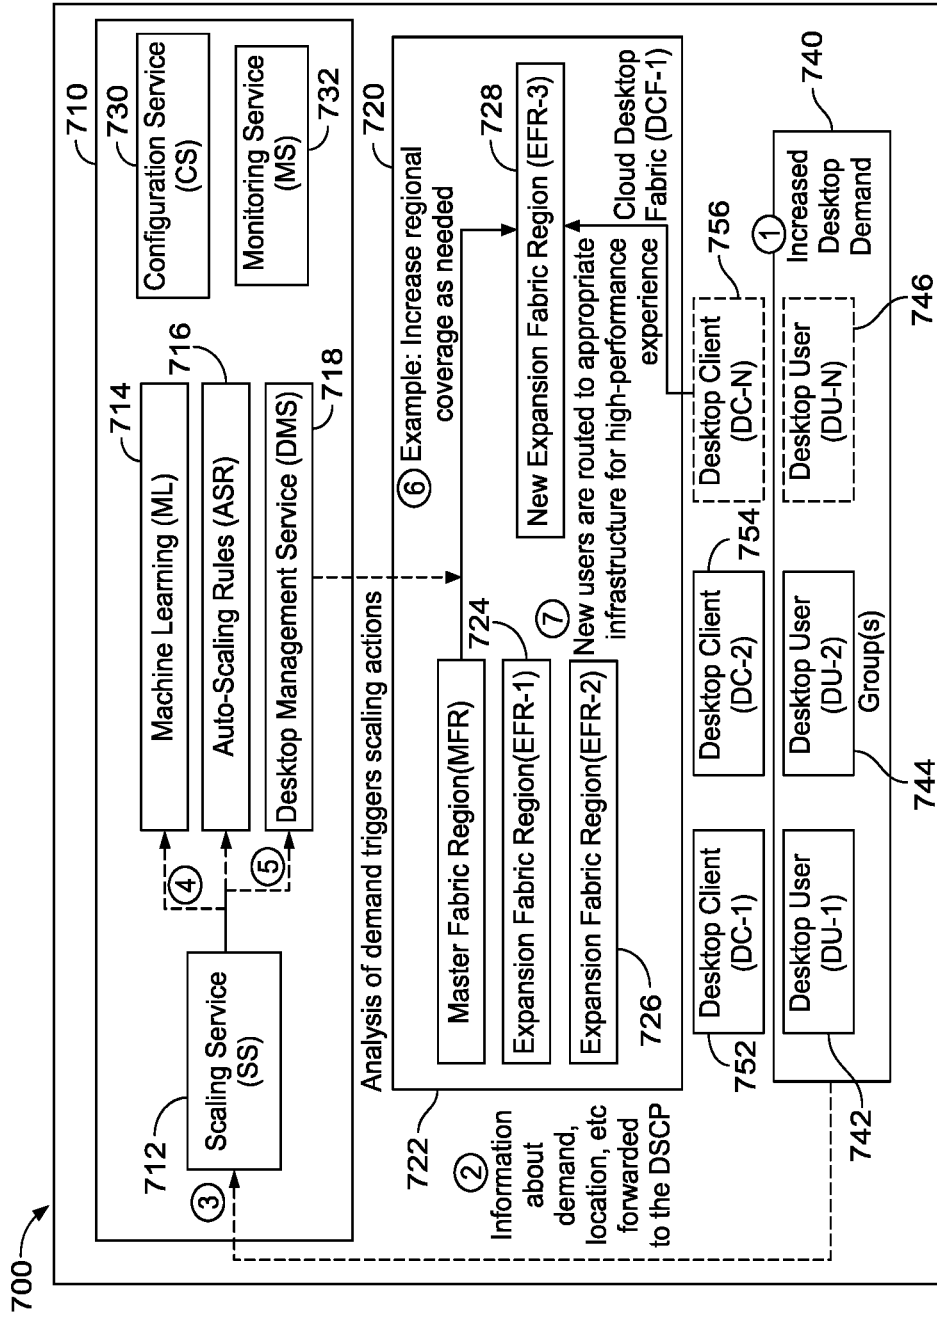 700
710
730
Configuration Service
(CS)
Monitoring Service
(MS)
732
714
Machine Learning (ML)
716
Auto-Scaling Rules (ASR)
Desktop Management Service (DMS)
718
4
5
712
Scaling Service
(SS)
3
Analysis of demand triggers scaling actions
720
6 Example: Increase regional
coverage as needed
728
New Expansion Fabric Region (EFR-3)
Cloud Desktop
Fabric (DCF-1)
Master Fabric Region(MFR)
724
Expansion Fabric Region(EFR-1)
Expansion Fabric Region(EFR-2)
726
7
New users are routed to appropriate
infrastructure for high-performance
experience
722
2
Information
about
demand,
location, etc
forwarded
to the DSCP
752
Desktop Client
(DC-1)
Desktop Client
(DC-2)
754
Desktop Client
(DC-N)
756
740
1
Increased
Desktop
Demand
Desktop User
(DU-1)
742
Desktop User
(DU-2)
Group(s)
744
Desktop User
(DU-N)
746